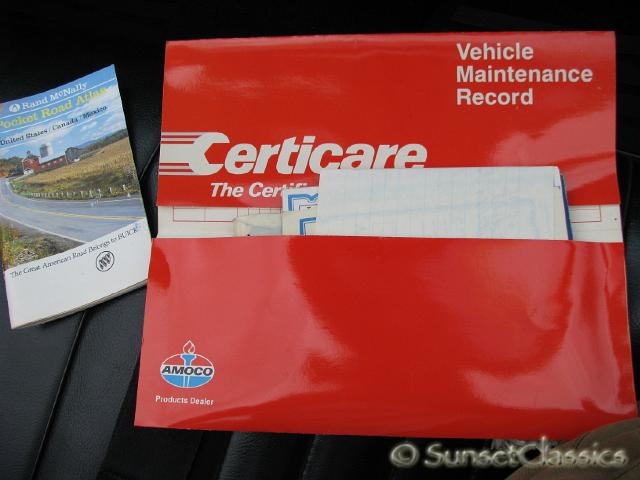 Rand McNally
Pocket Road Atlas
United States / Canada / Mexico
The Great American Road Belongs to BUICK
Vehicle
Maintenance
Record
Certicare
The Certifi
AMOCO
Products Dealer
© SunsetClassics